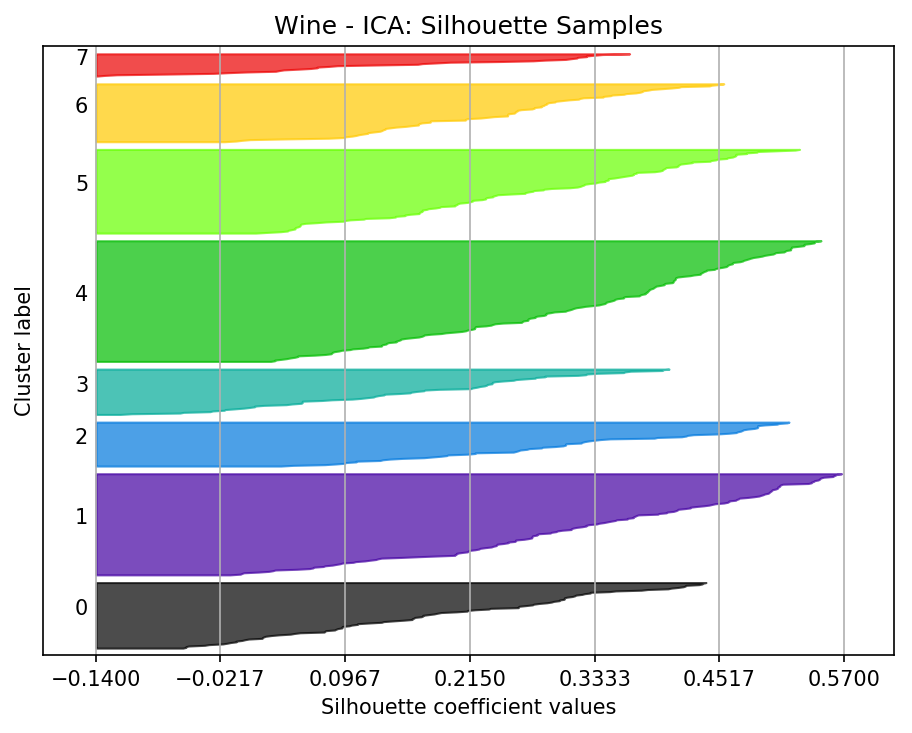 Wine - ICA: Silhouette Samples
7
6
5
4
3
2
1
0
Cluster label
−0.1400 −0.0217 0.0967 0.2150 0.3333 0.4517 0.5700
Silhouette coefficient values